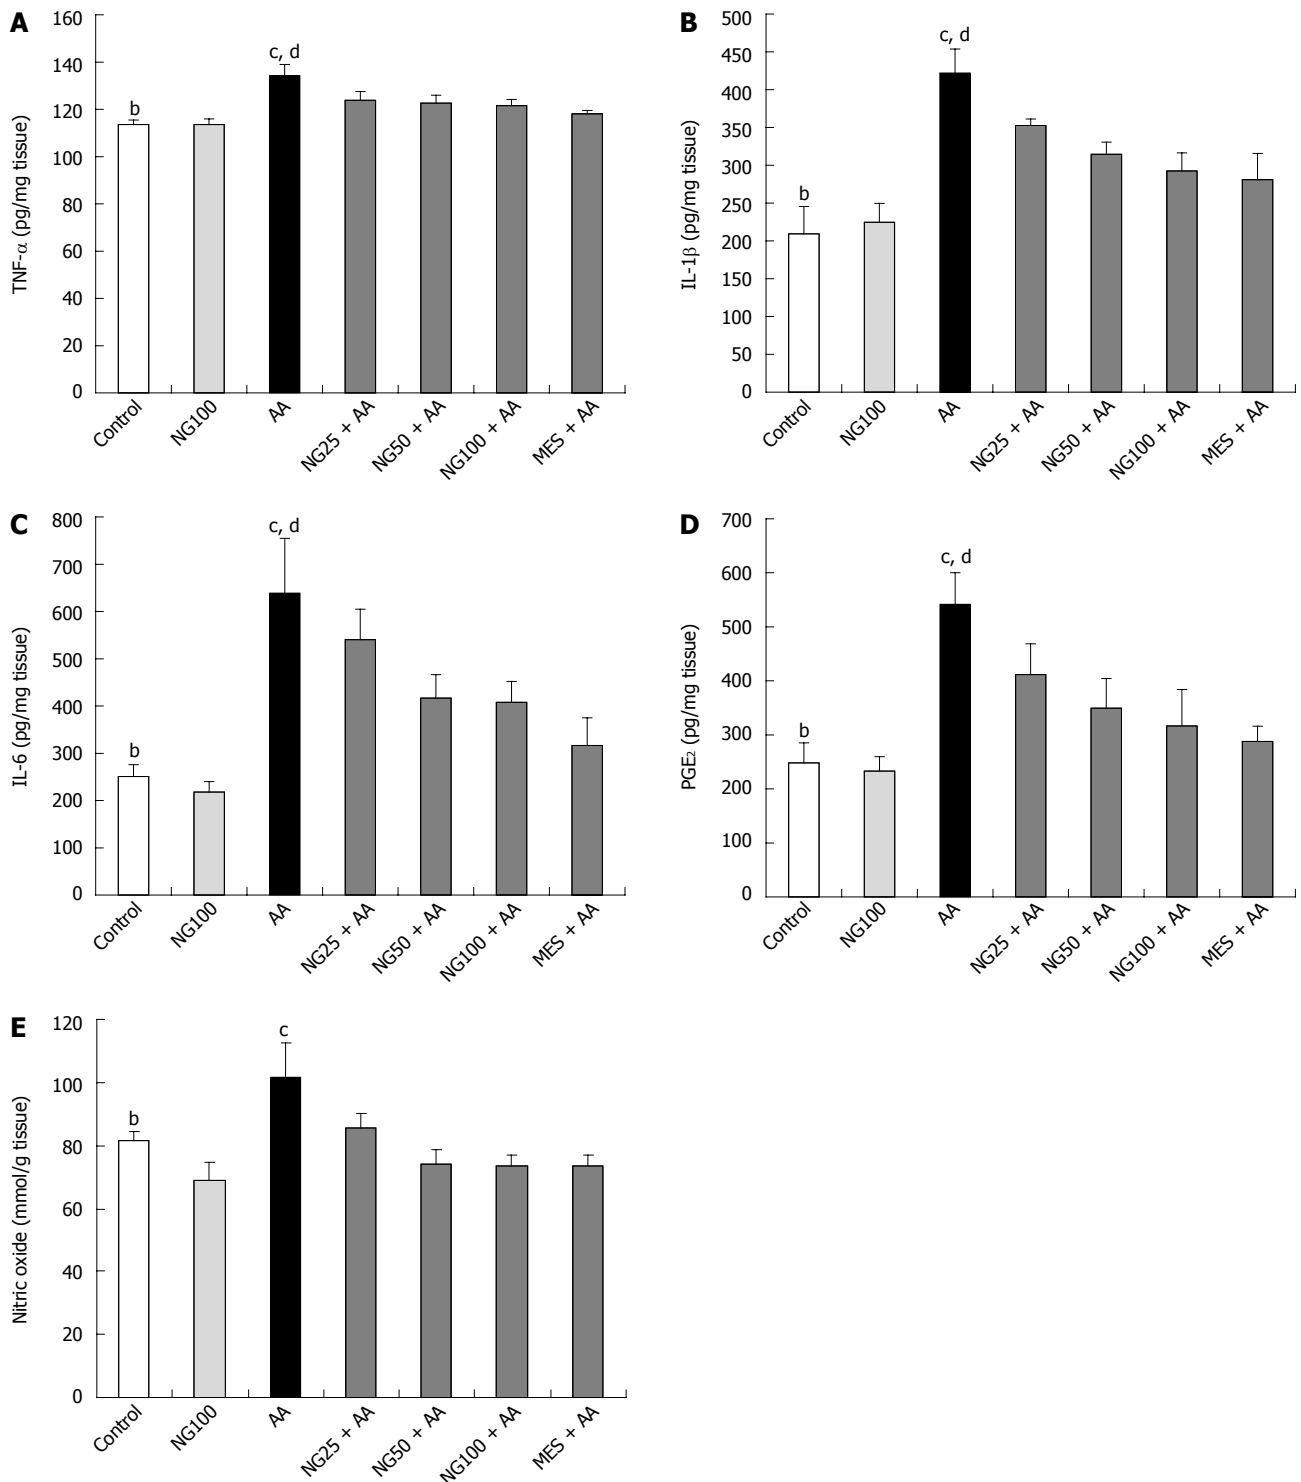 A
TNF-α (pg/mg tissue)
160
140
120
100
80
60
40
20
0
b
c, d
Control
NG100
AA
NG25 + AA
NG50 + AA
NG100 + AA
MES + AA
B
IL-1β (pg/mg tissue)
500
450
400
350
300
250
200
150
100
50
0
b
c, d
Control
NG100
AA
NG25 + AA
NG50 + AA
NG100 + AA
MES + AA
C
IL-6 (pg/mg tissue)
800
700
600
500
400
300
200
100
0
b
c, d
Control
NG100
AA
NG25 + AA
NG50 + AA
NG100 + AA
MES + AA
D
PGE₂ (pg/mg tissue)
700
600
500
400
300
200
100
0
b
c, d
Control
NG100
AA
NG25 + AA
NG50 + AA
NG100 + AA
MES + AA
E
Nitric oxide (mmol/g tissue)
120
100
80
60
40
20
0
b
c
Control
NG100
AA
NG25 + AA
NG50 + AA
NG100 + AA
MES + AA